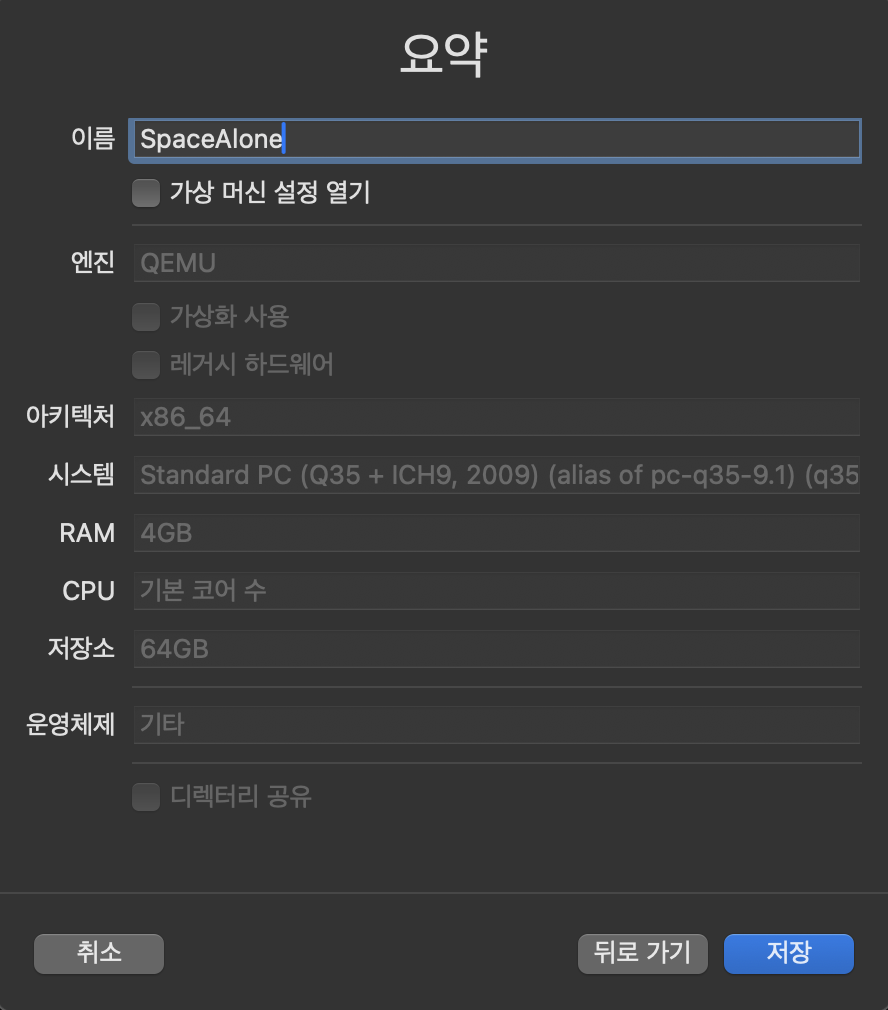 요약
이름 SpaceAlone
가상 머신 설정 열기
엔진 QEMU
가상화 사용
레거시 하드웨어
아키텍처 x86_64
시스템 Standard PC (Q35 + ICH9, 2009) (alias of pc-q35-9.1) (q35
RAM 4GB
CPU 기본 코어 수
저장소 64GB
운영체제 기타
디렉터리 공유
취소 뒤로 가기 저장